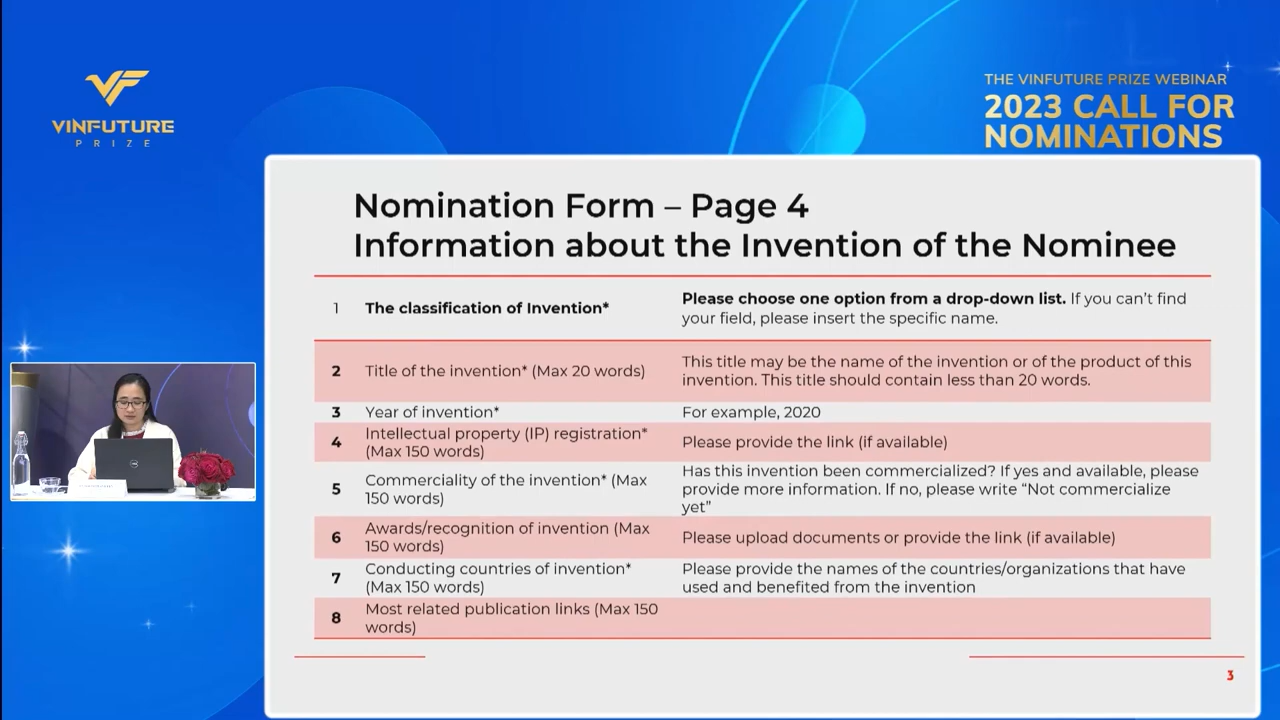 VINFUTURE
PRIZE
THE VINFUTURE PRIZE WEBINAR
2023 CALL FOR
NOMINATIONS
Nomination Form – Page 4
Information about the Invention of the Nominee
1 The classification of Invention* Please choose one option from a drop-down list. If you can't find
your field, please insert the specific name.
2 Title of the invention* (Max 20 words) This title may be the name of the invention or of the product of this
invention. This title should contain less than 20 words.
3 Year of invention* For example, 2020
4 Intellectual property (IP) registration*
(Max 150 words)
Please provide the link (if available)
5 Commerciality of the invention* (Max
150 words)
Has this invention been commercialized? If yes and available, please
provide more information. If no, please write “Not commercialize
yet”
6 Awards/recognition of invention (Max
150 words)
Please upload documents or provide the link (if available)
7 Conducting countries of invention*
(Max 150 words)
Please provide the names of the countries/organizations that have
used and benefited from the invention
8 Most related publication links (Max 150
words)
3